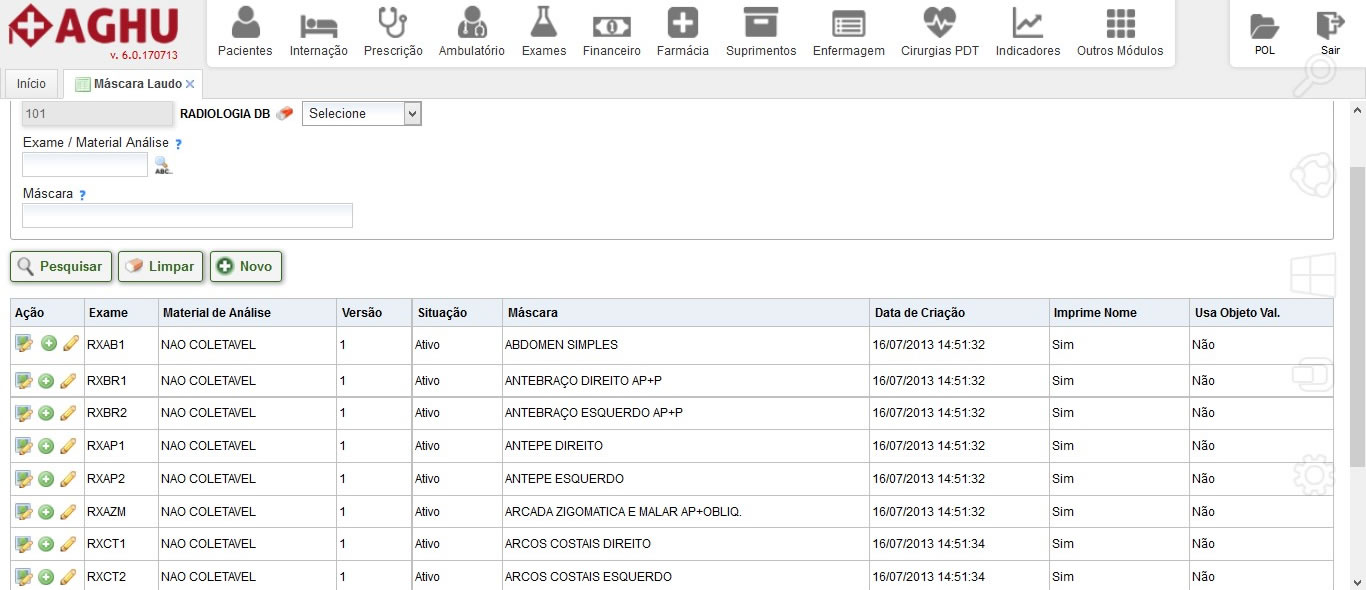 AGHU
v. 6.0.170713
Pacientes Internação Prescrição Ambulatório Exames Financeiro Farmácia Suprimentos Enfermagem Cirurgias PDT Indicadores Outros Módulos POL Sair
Início Máscara Laudo
101 RADIOLOGIA DB Selecione
Exame / Material Análise ?
ABC..
Máscara ?
Pesquisar Limpar Novo
Ação Exame Material de Análise Versão Situação Máscara Data de Criação Imprime Nome Usa Objeto Val.
RXAB1 NAO COLETAVEL 1 Ativo ABDOMEN SIMPLES 16/07/2013 14:51:32 Sim Não
RXBR1 NAO COLETAVEL 1 Ativo ANTEBRAÇO DIREITO AP+P 16/07/2013 14:51:32 Sim Não
RXBR2 NAO COLETAVEL 1 Ativo ANTEBRAÇO ESQUERDO AP+P 16/07/2013 14:51:32 Sim Não
RXAP1 NAO COLETAVEL 1 Ativo ANTEPE DIREITO 16/07/2013 14:51:32 Sim Não
RXAP2 NAO COLETAVEL 1 Ativo ANTEPE ESQUERDO 16/07/2013 14:51:32 Sim Não
RXAZM NAO COLETAVEL 1 Ativo ARCADA ZIGOMATICA E MALAR AP+OBLIQ. 16/07/2013 14:51:32 Sim Não
RXCT1 NAO COLETAVEL 1 Ativo ARCOS COSTAIS DIREITO 16/07/2013 14:51:34 Sim Não
RXCT2 NAO COLETAVEL 1 Ativo ARCOS COSTAIS ESQUERDO 16/07/2013 14:51:34 Sim Não